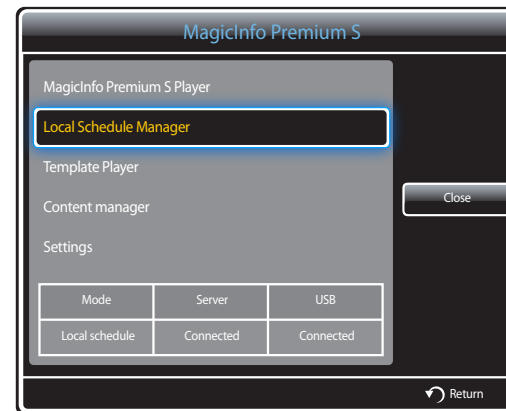 MagicInfo Premium S
MagicInfo Premium S Player
Local Schedule Manager
Template Player
Content manager
Settings
Close
Mode Server USB
Local schedule Connected Connected
Return